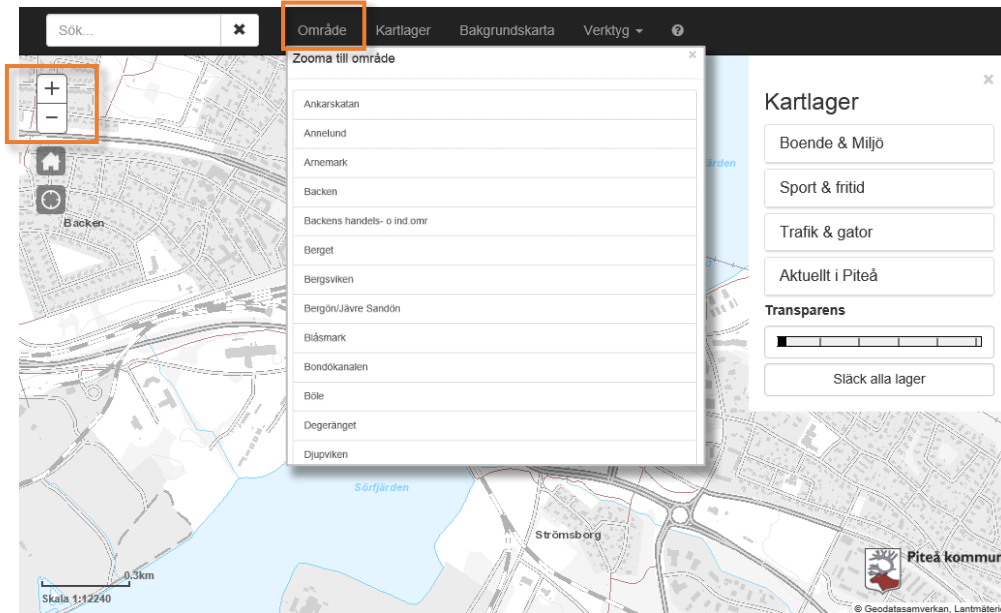 Sök...
Område Kartlager Bakgrundskarta Verktyg
Zooma till område
Ankarskatan
Annelund
Arnemark
Backen
Backens handels- o ind.omr
Berget
Bergsviken
Bergön/Jävre Sandön
Blåsmark
Bondökanalen
Böle
Degeränget
Djupviken
Kartlager
Boende & Miljö
Sport & fritid
Trafik & gator
Aktuellt i Piteå
Transparens
Släck alla lager
Backen
Sörfjärden
Strömsborg
0.3km
Skala 1:12240
Piteå kommun
© Geodatasamverkan, Lantmäter